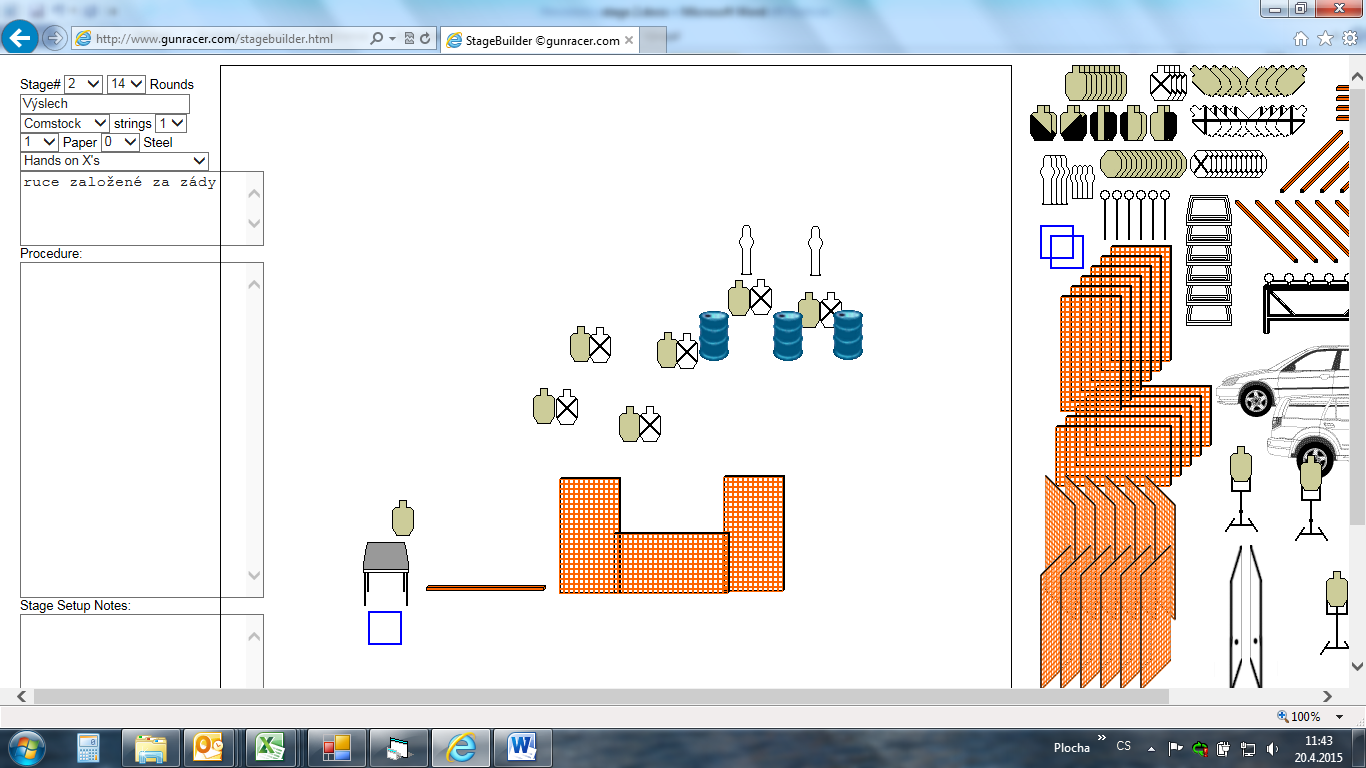 http://www.gunracer.com/stagebuilder.html
StageBuilder ©gunracer.com
Stage# 2 14 Rounds
Výslech
Comstock strings 1
1 Paper 0 Steel
Hands on X's
ruce založené za zády
Procedure:
Stage Setup Notes:
100%
Plocha
CS
11:43
20.4.2015